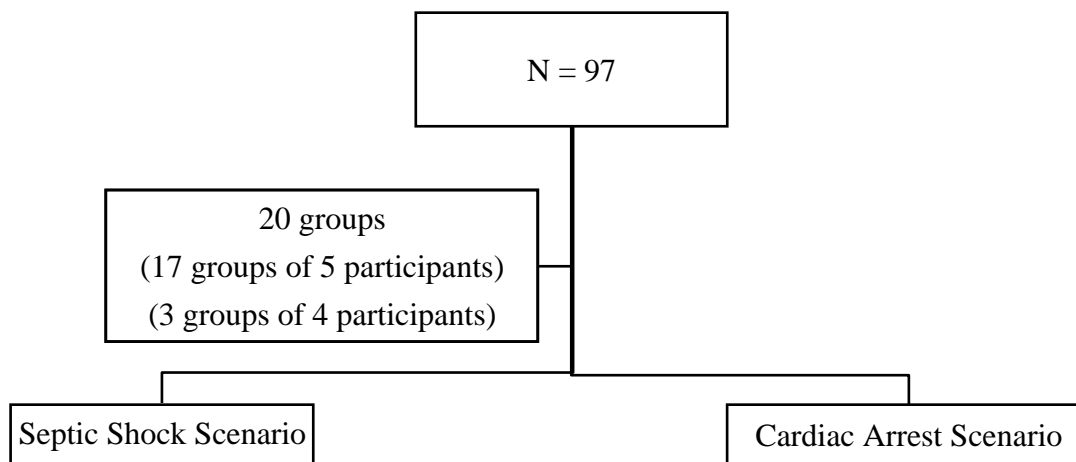 N = 97
20 groups
(17 groups of 5 participants)
(3 groups of 4 participants)
Septic Shock Scenario
Cardiac Arrest Scenario